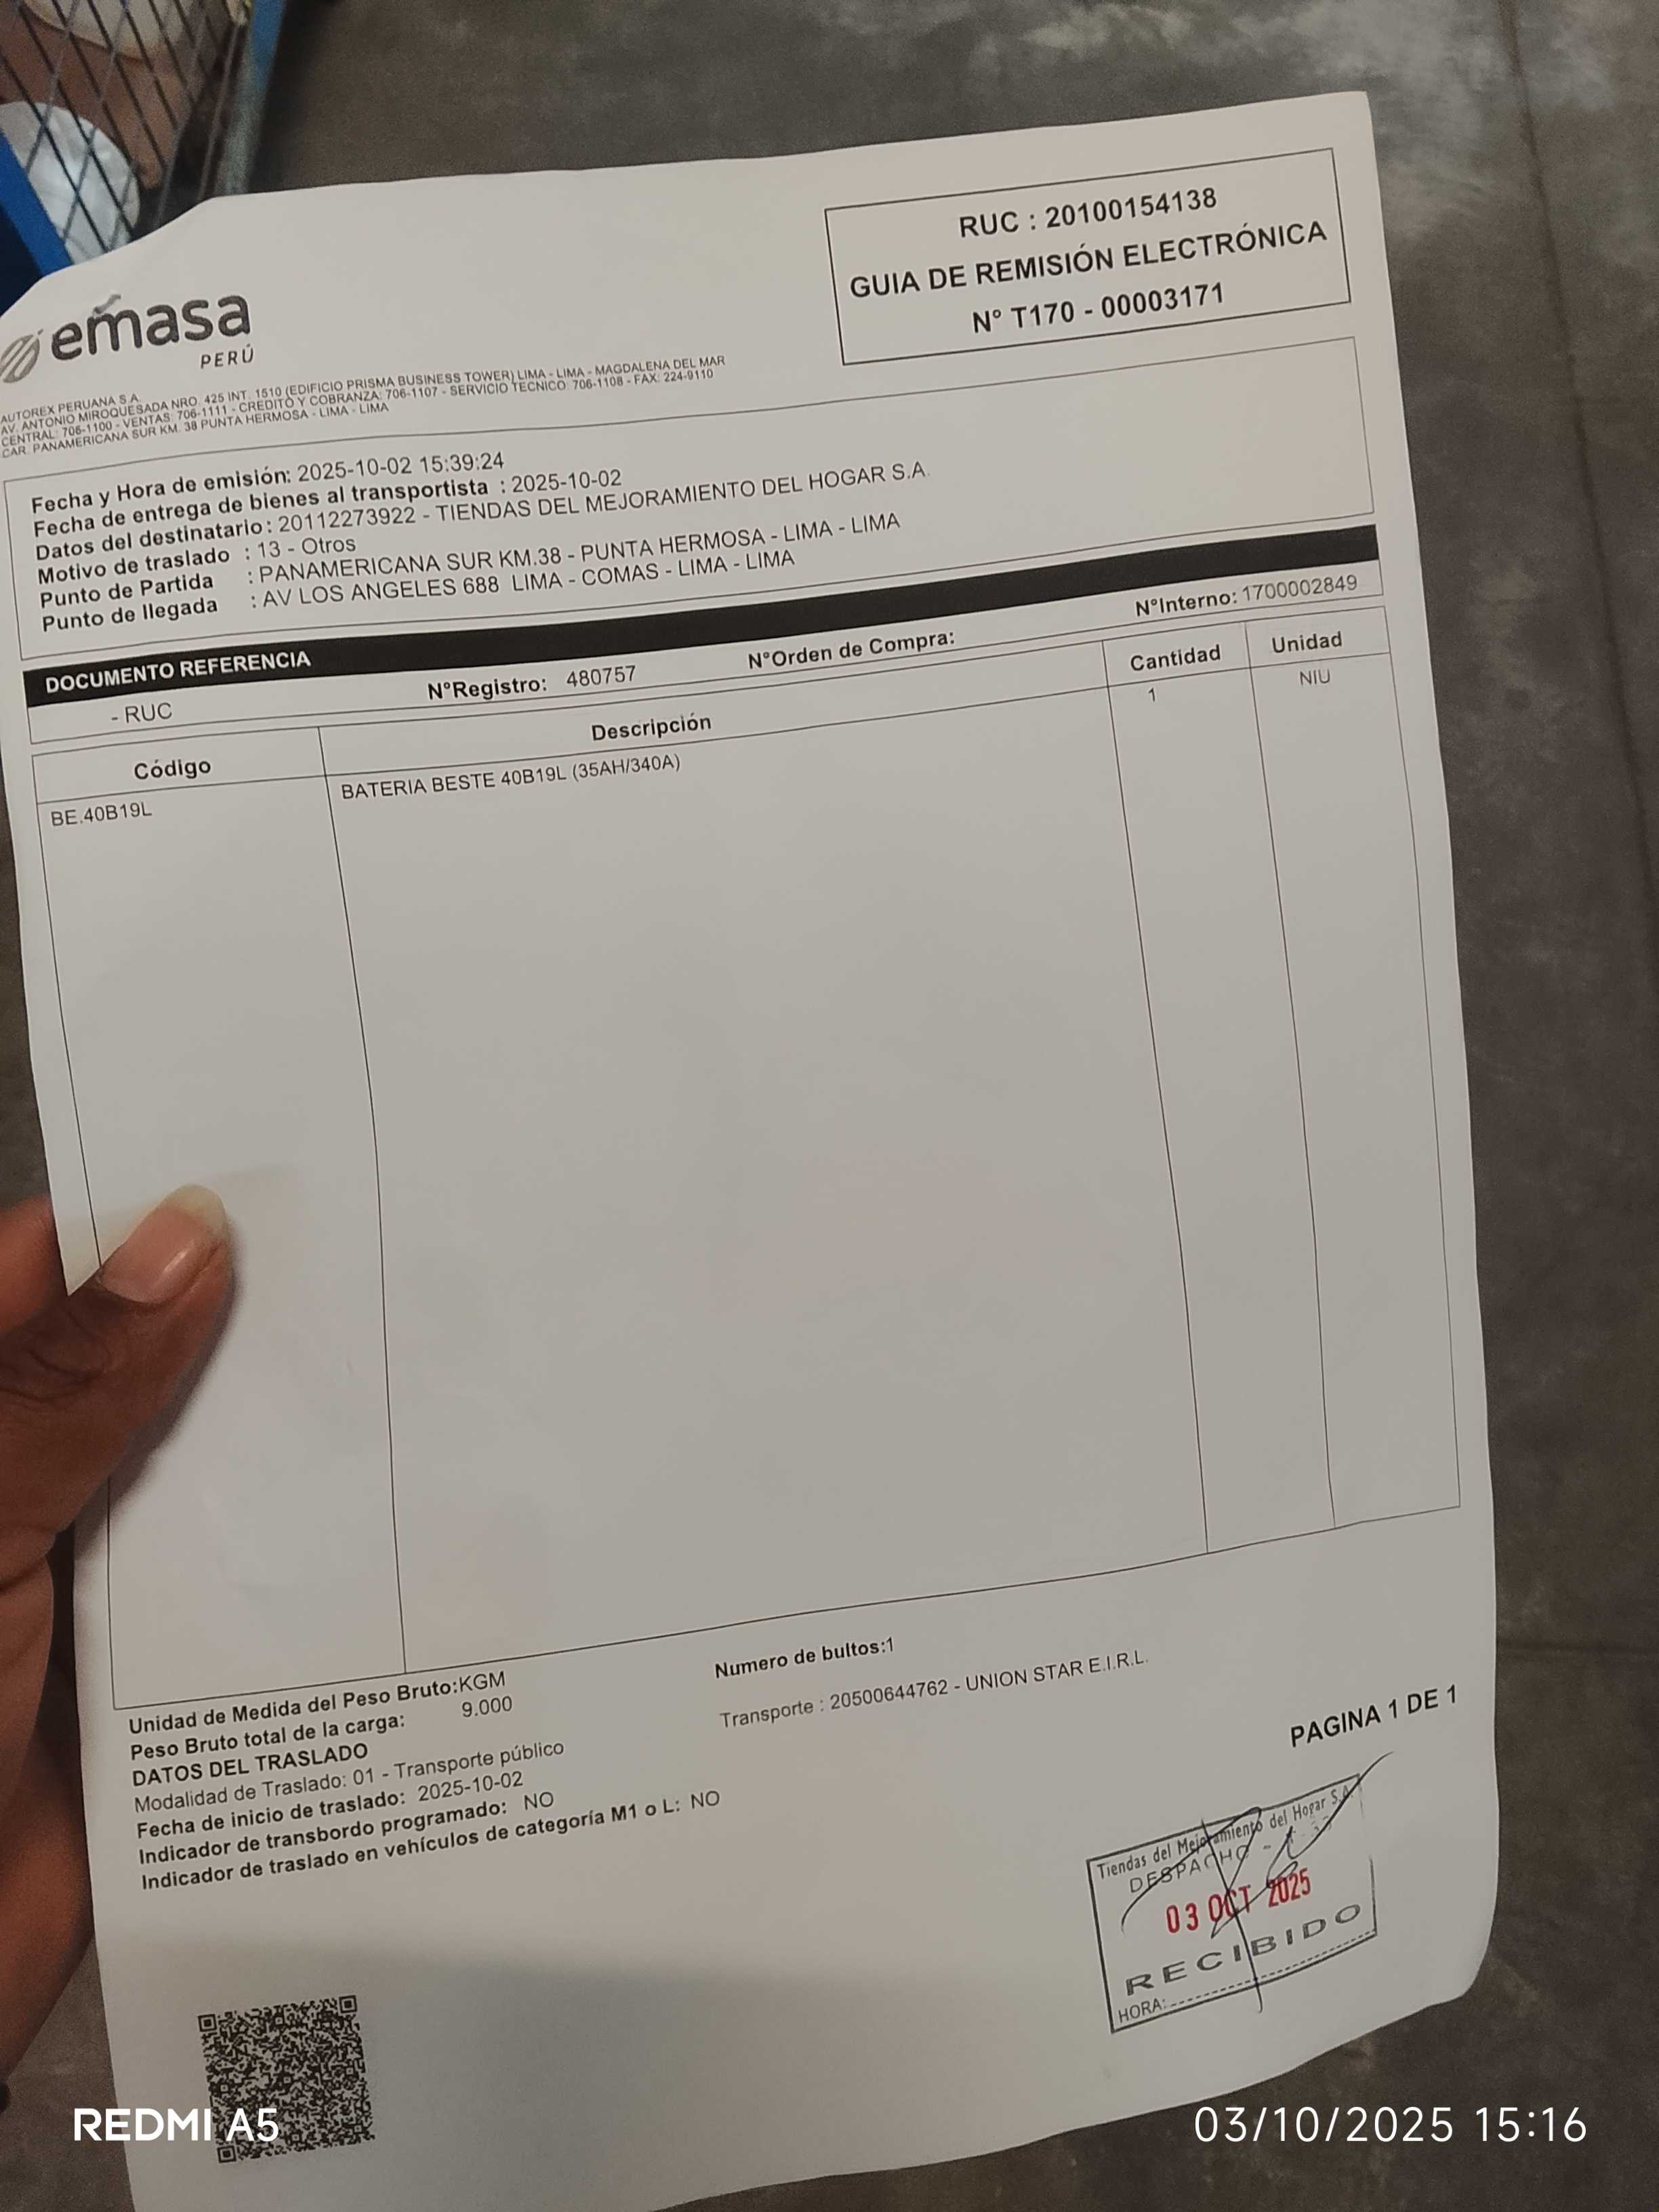 RUC : 20100154138
GUIA DE REMISIÓN ELECTRÓNICA
N° T170 - 00003171
emasa
PERÚ
AUTOREX PERUANA S.A.
AV. ANTONIO MIROQUESADA NRO. 425 INT. 1510 (EDIFICIO PRISMA BUSINESS TOWER) LIMA - LIMA - MAGDALENA DEL MAR
CENTRAL: 706-1100 - VENTAS: 706-1111 - CREDITO Y COBRANZA: 706-1107 - SERVICIO TECNICO: 706-1108 - FAX: 224-9110
CAR. PANAMERICANA SUR KM. 38 PUNTA HERMOSA - LIMA - LIMA
Fecha y Hora de emisión: 2025-10-02 15:39:24
Fecha de entrega de bienes al transportista : 2025-10-02
Datos del destinatario : 20112273922 - TIENDAS DEL MEJORAMIENTO DEL HOGAR S.A.
Motivo de traslado : 13 - Otros
Punto de Partida : PANAMERICANA SUR KM.38 - PUNTA HERMOSA - LIMA - LIMA
Punto de llegada : AV LOS ANGELES 688 LIMA - COMAS - LIMA - LIMA
DOCUMENTO REFERENCIA
- RUC N°Registro: 480757 N°Orden de Compra: N°Interno: 1700002849
Código Descripción Cantidad Unidad
BE.40B19L BATERIA BESTE 40B19L (35AH/340A) 1 NIU
Unidad de Medida del Peso Bruto:KGM Numero de bultos:1
Peso Bruto total de la carga: 9.000 Transporte : 20500644762 - UNION STAR E.I.R.L.
DATOS DEL TRASLADO
Modalidad de Traslado: 01 - Transporte público
Fecha de inicio de traslado: 2025-10-02
Indicador de transbordo programado: NO
Indicador de traslado en vehículos de categoría M1 o L: NO
PAGINA 1 DE 1
Tiendas del Mejoramiento del Hogar S.A.
DESPACHO
03 OCT 2025
RECIBIDO
HORA:
REDMI A5
03/10/2025 15:16